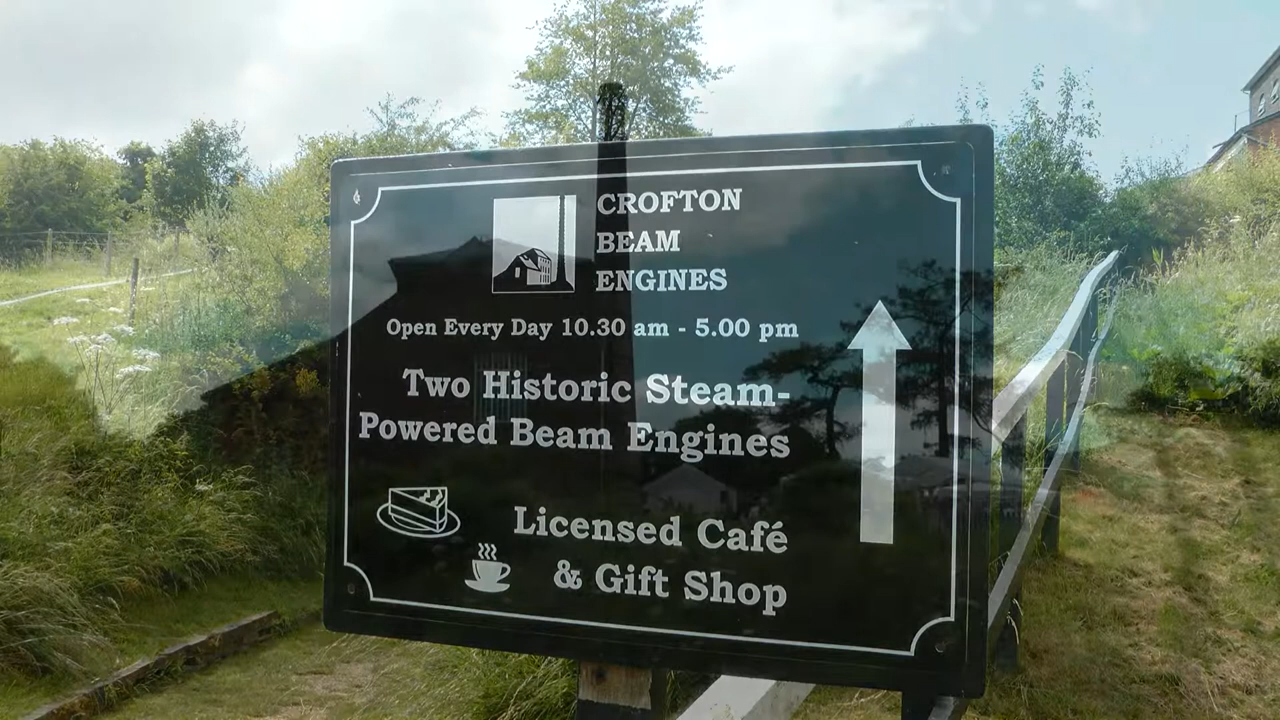 CROFTON
BEAM
ENGINES
Open Every Day 10.30 am - 5.00 pm
Two Historic Steam-
Powered Beam Engines
Licensed Café
& Gift Shop